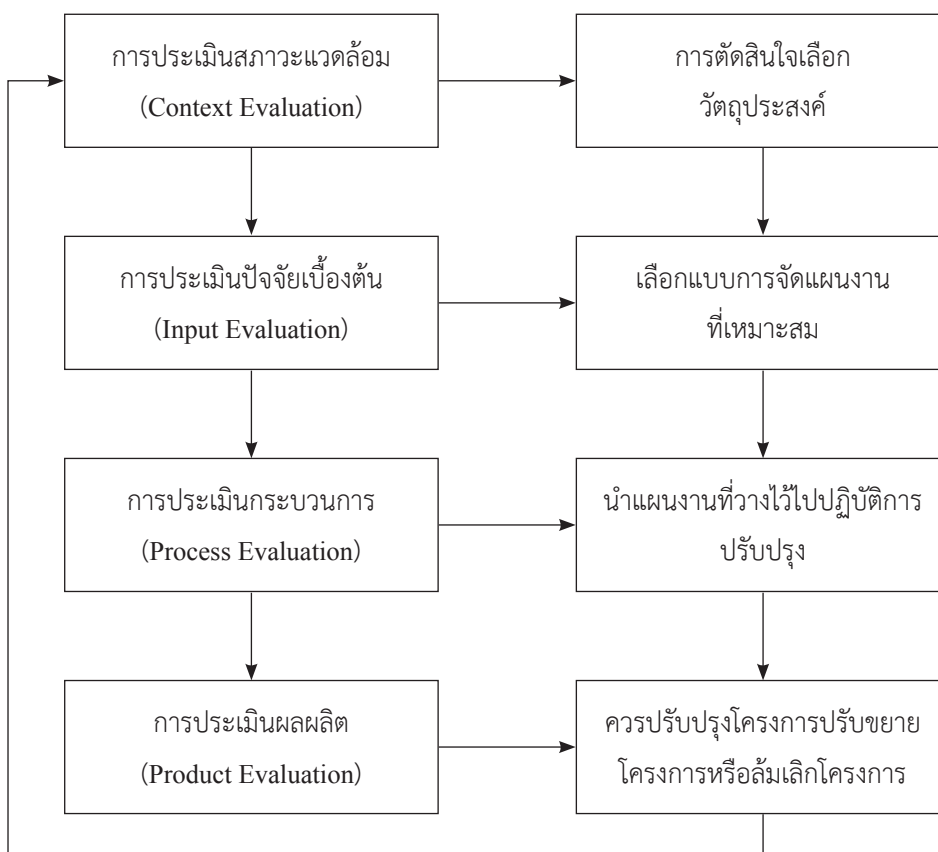 การประเมินสภาวะแวดล้อม
(Context Evaluation)
การตัดสินใจเลือก
วัตถุประสงค์
การประเมินปัจจัยเบื้องต้น
(Input Evaluation)
เลือกแบบการจัดแผนงาน
ที่เหมาะสม
การประเมินกระบวนการ
(Process Evaluation)
นำแผนงานที่วางไว้ไปปฏิบัติการ
ปรับปรุง
การประเมินผลผลิต
(Product Evaluation)
ควรปรับปรุงโครงการปรับขยาย
โครงการหรือล้มเลิกโครงการ